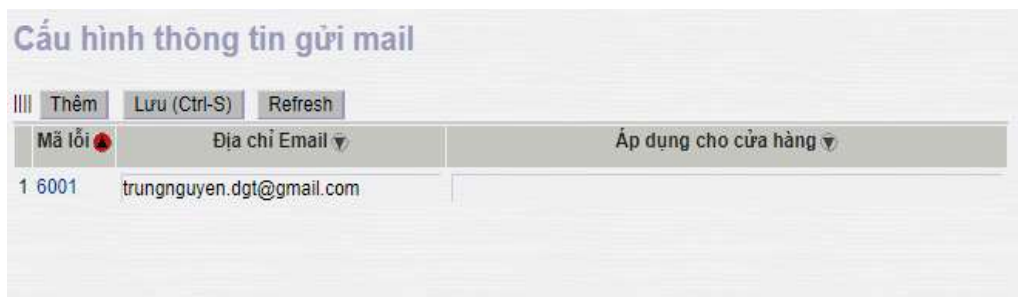 Cấu hình thông tin gửi mail
Thêm Lưu (Ctrl-S) Refresh
Mã lỗi Địa chỉ Email Áp dụng cho cửa hàng
1 6001 trungnguyen.dgt@gmail.com